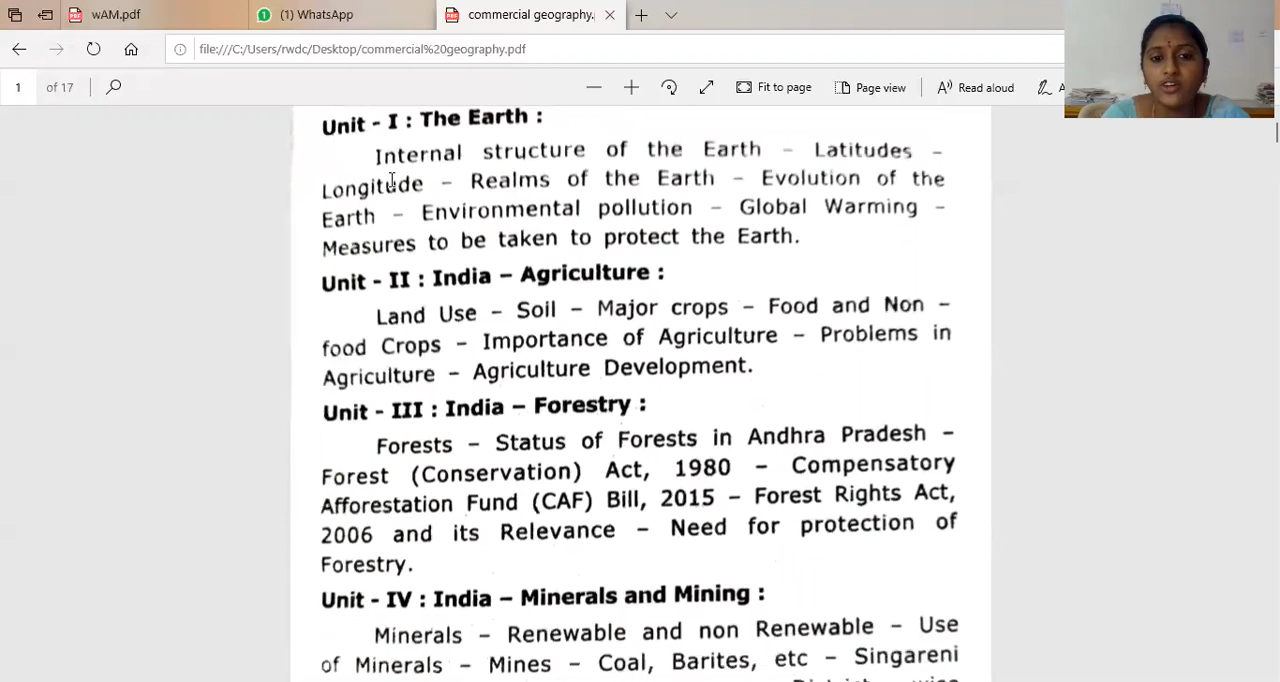 wAM.pdf
(1) WhatsApp
commercial geography.
file:///C:/Users/rwdc/Desktop/commercial%20geography.pdf
1 of 17
Fit to page
Page view
Read aloud
Unit - I : The Earth :
Internal structure of the Earth – Latitudes –
Longitude – Realms of the Earth – Evolution of the
Earth – Environmental pollution – Global Warming –
Measures to be taken to protect the Earth.
Unit - II : India – Agriculture :
Land Use – Soil – Major crops – Food and Non –
food Crops – Importance of Agriculture – Problems in
Agriculture – Agriculture Development.
Unit - III : India – Forestry :
Forests – Status of Forests in Andhra Pradesh –
Forest (Conservation) Act, 1980 – Compensatory
Afforestation Fund (CAF) Bill, 2015 – Forest Rights Act,
2006 and its Relevance – Need for protection of
Forestry.
Unit - IV : India – Minerals and Mining :
Minerals – Renewable and non Renewable – Use
of Minerals – Mines – Coal, Barites, etc – Singareni